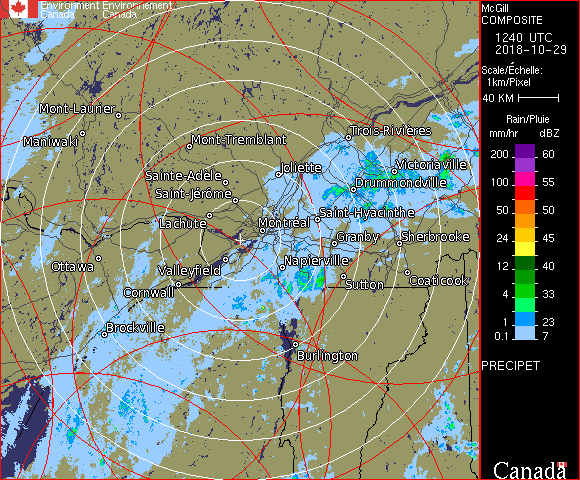 Environment Environnement
Canada Canada
McGill
COMPOSITE
1240 UTC
2018-10-29
Scale/Échelle:
1km/Pixel
40 KM
Rain/Pluie
mm/hr dBZ
200 60
100 55
50 50
24 45
12 40
4 33
1 23
0.1 7
PRECIPET
Canada
Mont-Laurier
Maniwaki
Mont-Tremblant
Trois-Rivières
Sainte-Adèle
Joliette
Victoriaville
Drummondville
Saint-Jérôme
Lachute
Montréal
Saint-Hyacinthe
Granby
Sherbrooke
Ottawa
Valleyfield
Napierville
Cornwall
Sutton
Coaticook
Brockville
Burlington